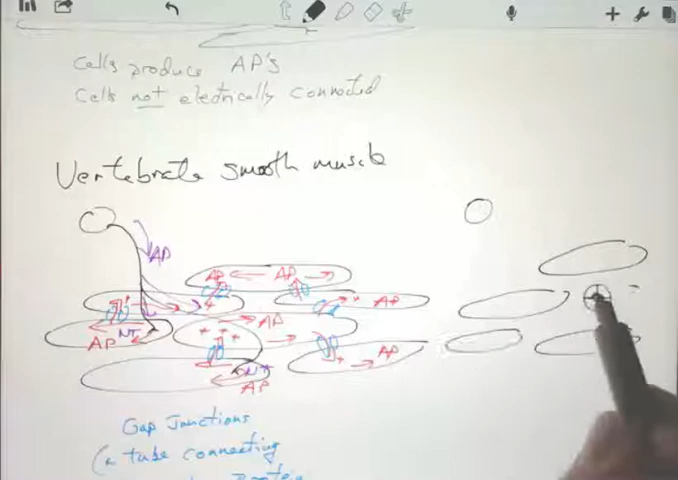 Cells produce AP's
Cells not electrically connected
Vertebrate smooth muscle
AP
AP AP
AP
AP
AP NT
AP
NT
AP
Gap Junctions
tube connecting